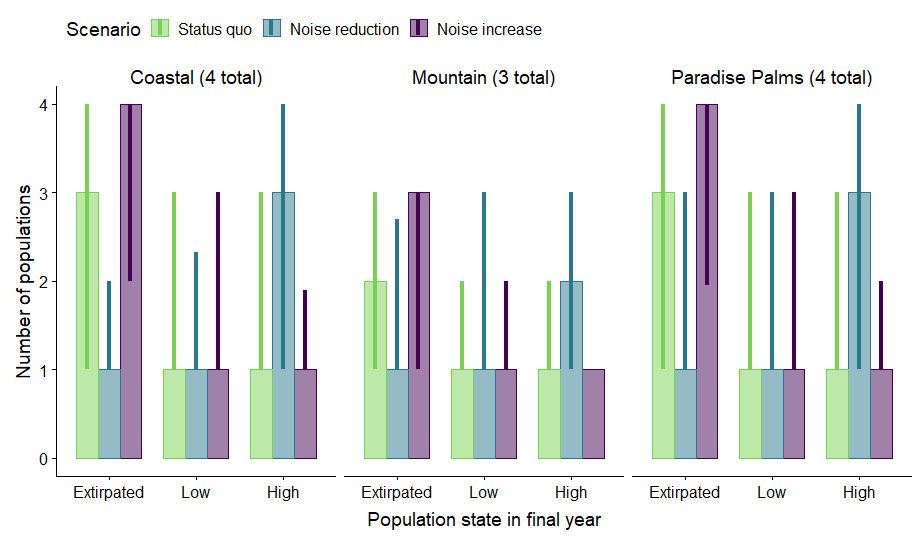 Scenario Status quo Noise reduction Noise increase
Coastal (4 total) Mountain (3 total) Paradise Palms (4 total)
Number of populations
4
3
2
1
0
Extirpated Low High Extirpated Low High Extirpated Low High
Population state in final year